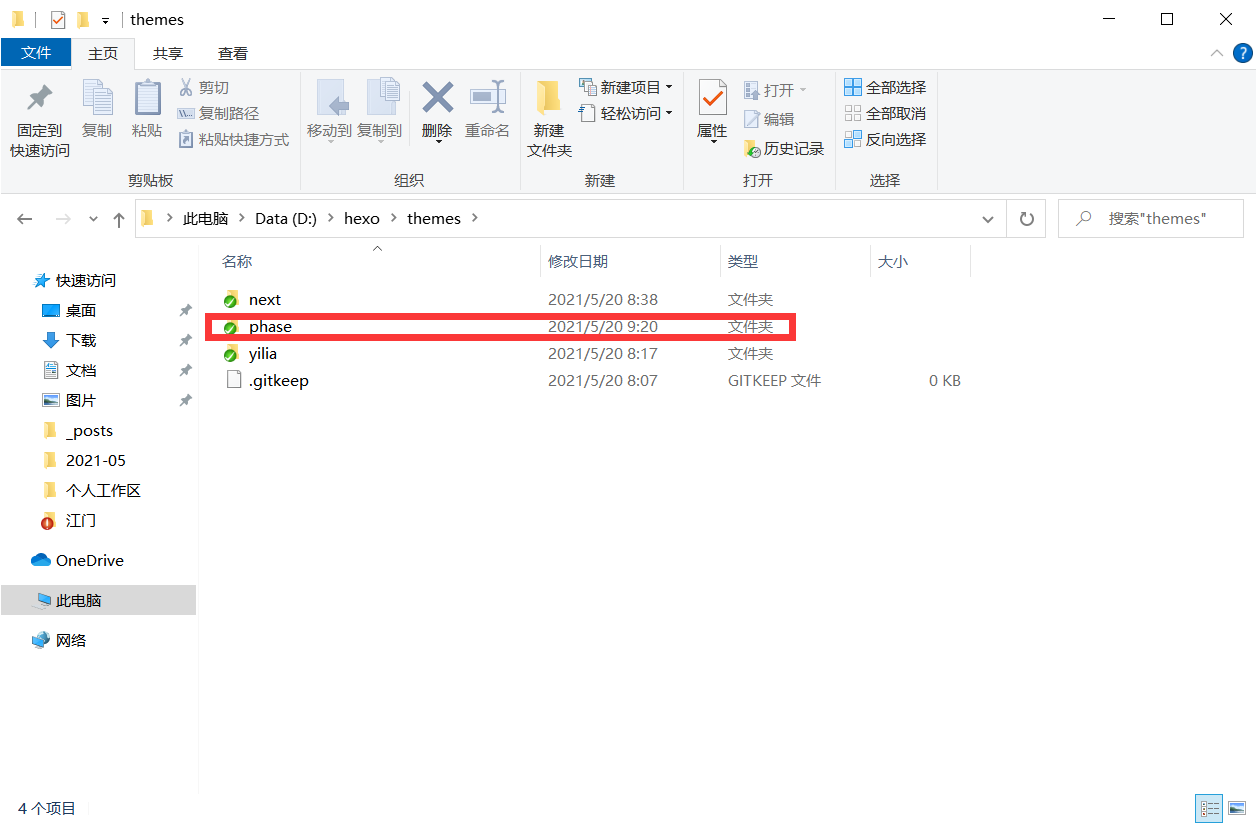 themes
文件 主页 共享 查看
固定到
快速访问
复制
粘贴
剪切
复制路径
粘贴快捷方式
剪贴板
移动到
复制到
删除
重命名
组织
新建
文件夹
新建项目
轻松访问
新建
属性
打开
编辑
历史记录
打开
全部选择
全部取消
反向选择
选择
此电脑 > Data (D:) > hexo > themes >
搜索"themes"
快速访问
桌面
下载
文档
图片
_posts
2021-05
个人工作区
江门
OneDrive
此电脑
网络
名称 修改日期 类型 大小
next 2021/5/20 8:38 文件夹
phase 2021/5/20 9:20 文件夹
yilia 2021/5/20 8:17 文件夹
.gitkeep 2021/5/20 8:07 GITKEEP 文件 0 KB
4 个项目